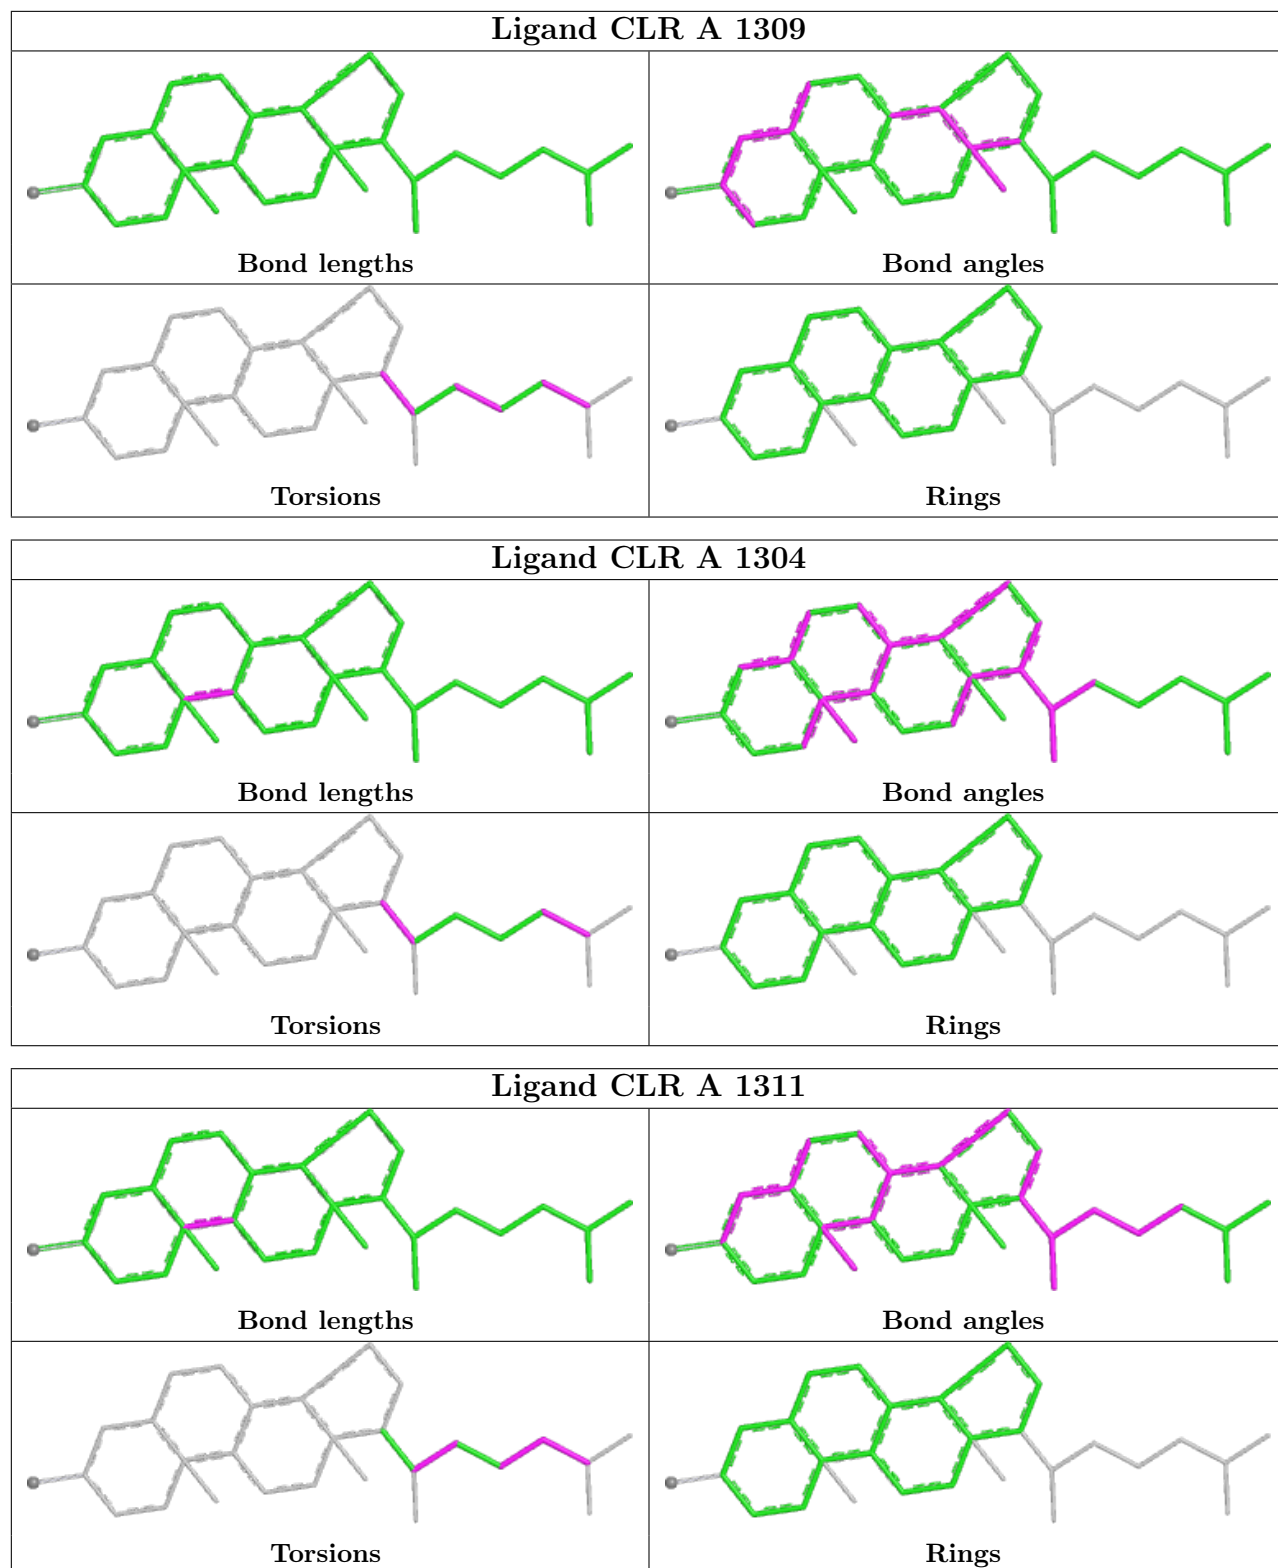 Ligand CLR A 1309
Bond lengths
Bond angles
Torsions
Rings
Ligand CLR A 1304
Bond lengths
Bond angles
Torsions
Rings
Ligand CLR A 1311
Bond lengths
Bond angles
Torsions
Rings